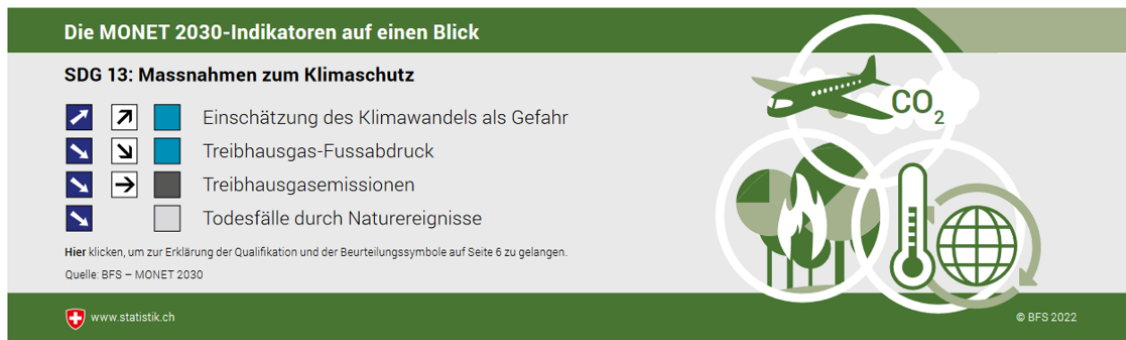 Die MONET 2030-Indikatoren auf einen Blick
SDG 13: Massnahmen zum Klimaschutz
Einschätzung des Klimawandels als Gefahr
Treibhausgas-Fussabdruck
Treibhausgasemissionen
Todesfälle durch Naturereignisse
Hier klicken, um zur Erklärung der Qualifikation und der Beurteilungssymbole auf Seite 6 zu gelangen.
Quelle: BFS – MONET 2030
CO2
www.statistik.ch
© BFS 2022